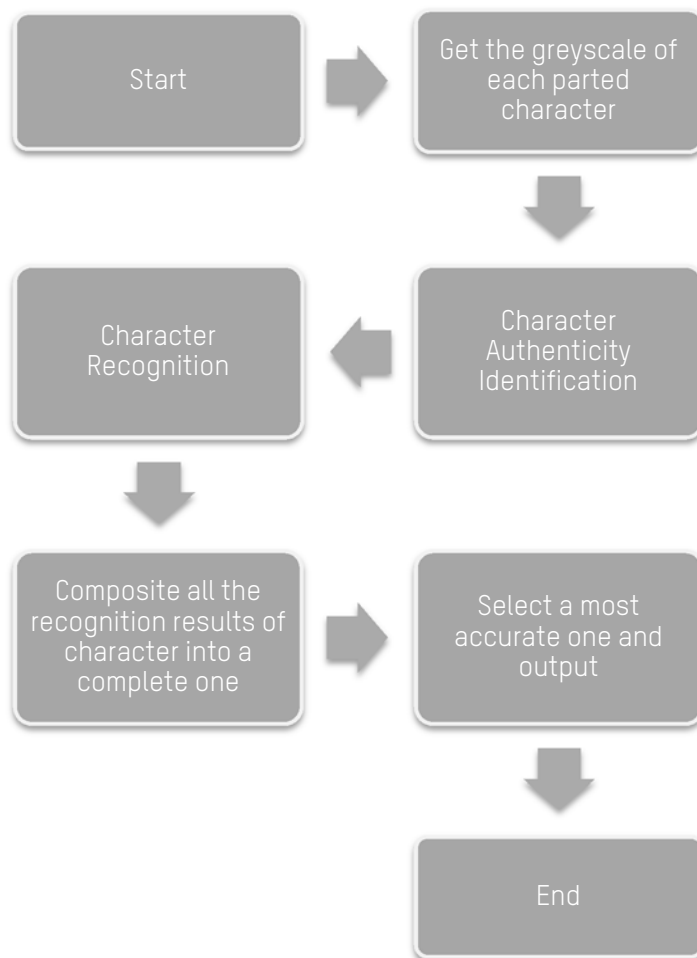 Start
Get the greyscale of
each parted
character
Character
Authenticity
Identification
Character
Recognition
Composite all the
recognition results of
character into a
complete one
Select a most
accurate one and
output
End